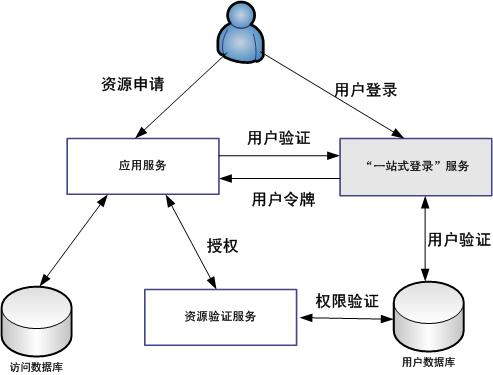 资源申请
用户登录
用户验证
应用服务
“一站式登录”服务
用户令牌
授权
用户验证
权限验证
资源验证服务
访问数据库
用户数据库